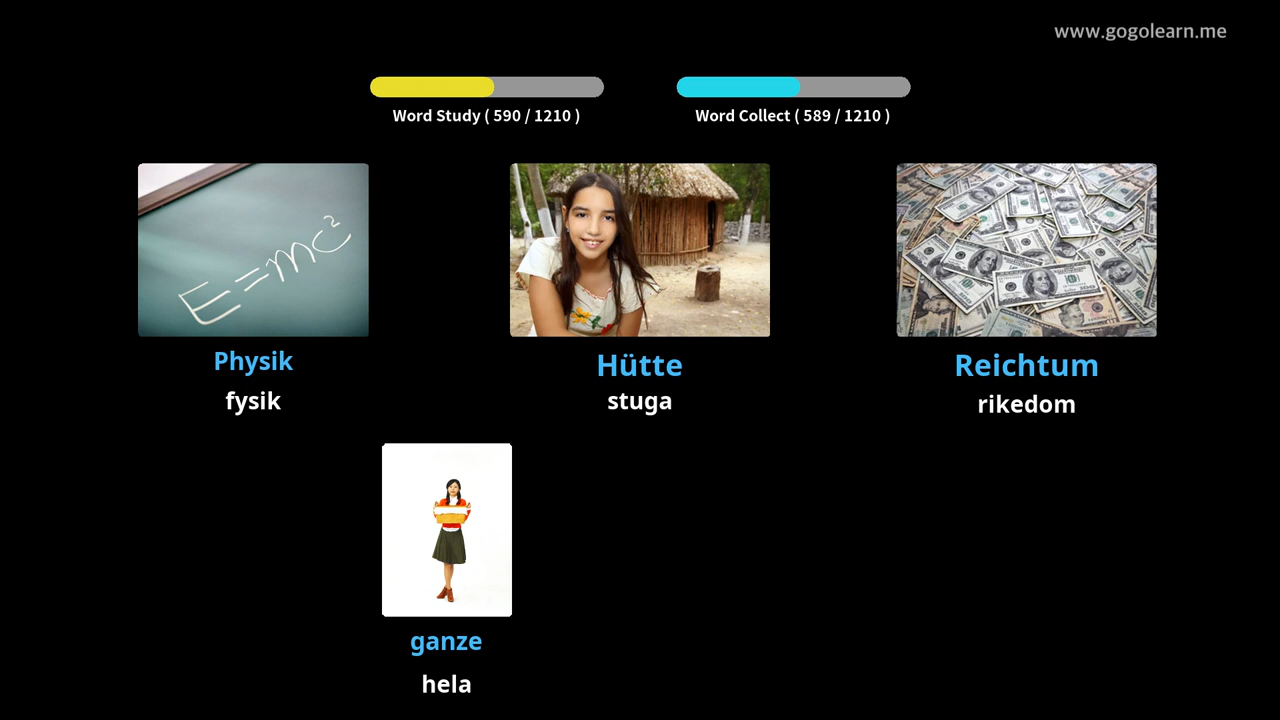 www.gogolearn.me
Word Study ( 590 / 1210 )
Word Collect ( 589 / 1210 )
E=mc²
Physik
fysik
Hütte
stuga
Reichtum
rikedom
ganze
hela